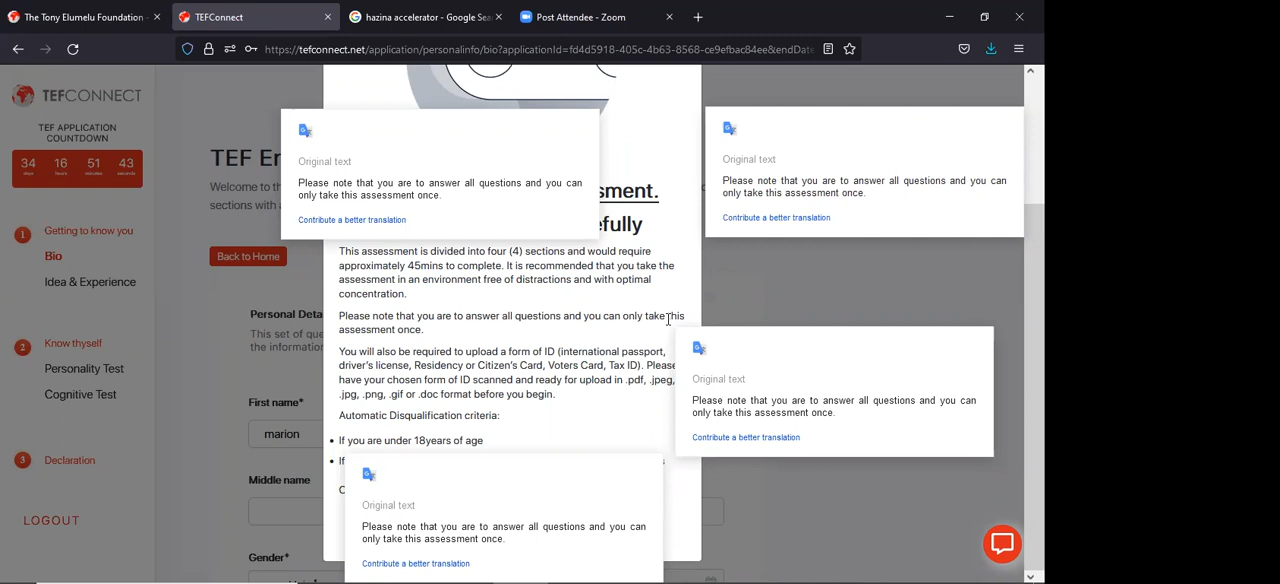 The Tony Elumelu Foundation -
TEFConnect
hazina accelerator - Google Sea
Post Attendee - Zoom
https://tefconnect.net/application/personalinfo/bio?applicationId=fd4d5918-405c-4b63-8568-ce9efbac84ee&endDate
TEFCONNECT
TEF APPLICATION
COUNTDOWN
34 16 51 43
days hours minutes seconds
1 Getting to know you
Bio
Idea & Experience
2 Know thyself
Personality Test
Cognitive Test
3 Declaration
LOGOUT
TEF
Welcome to th
sections with
Back to Home
Personal Deta
This set of que
the information
First name*
marion
Middle name
Gender*
Original text
Please note that you are to answer all questions and you can
only take this assessment once.
Contribute a better translation
Original text
Please note that you are to answer all questions and you can
only take this assessment once.
Contribute a better translation
sment.
efully
This assessment is divided into four (4) sections and would require
approximately 45mins to complete. It is recommended that you take the
assessment in an environment free of distractions and with optimal
concentration.
Please note that you are to answer all questions and you can only take this
assessment once.
You will also be required to upload a form of ID (international passport,
driver's license, Residency or Citizen's Card, Voters Card, Tax ID). Please
have your chosen form of ID scanned and ready for upload in .pdf, .jpeg,
.jpg, .png, .gif or .doc format before you begin.
Automatic Disqualification criteria:
• If you are under 18years of age
• If
Original text
Please note that you are to answer all questions and you can
only take this assessment once.
Contribute a better translation
Original text
Please note that you are to answer all questions and you can
only take this assessment once.
Contribute a better translation